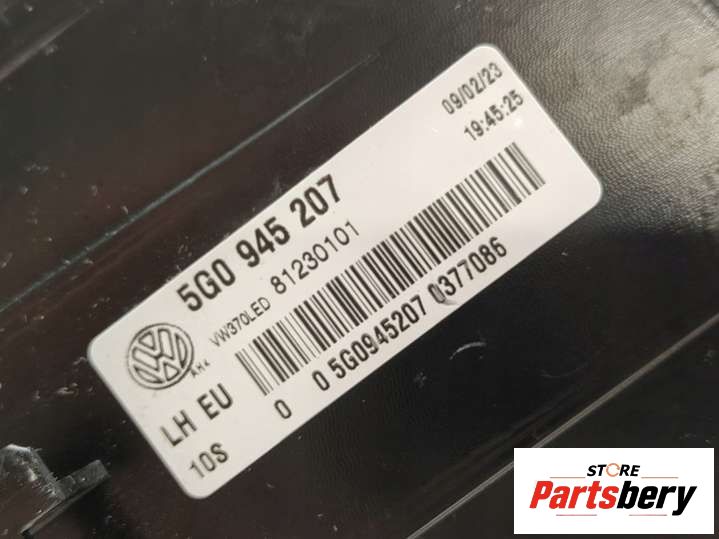 09/02/23
19:45:25
5G0 945 207
VW370LED 81230101
AH4
LH EU
10S
0 0 5G0945207 0377086
STORE
Partsbery